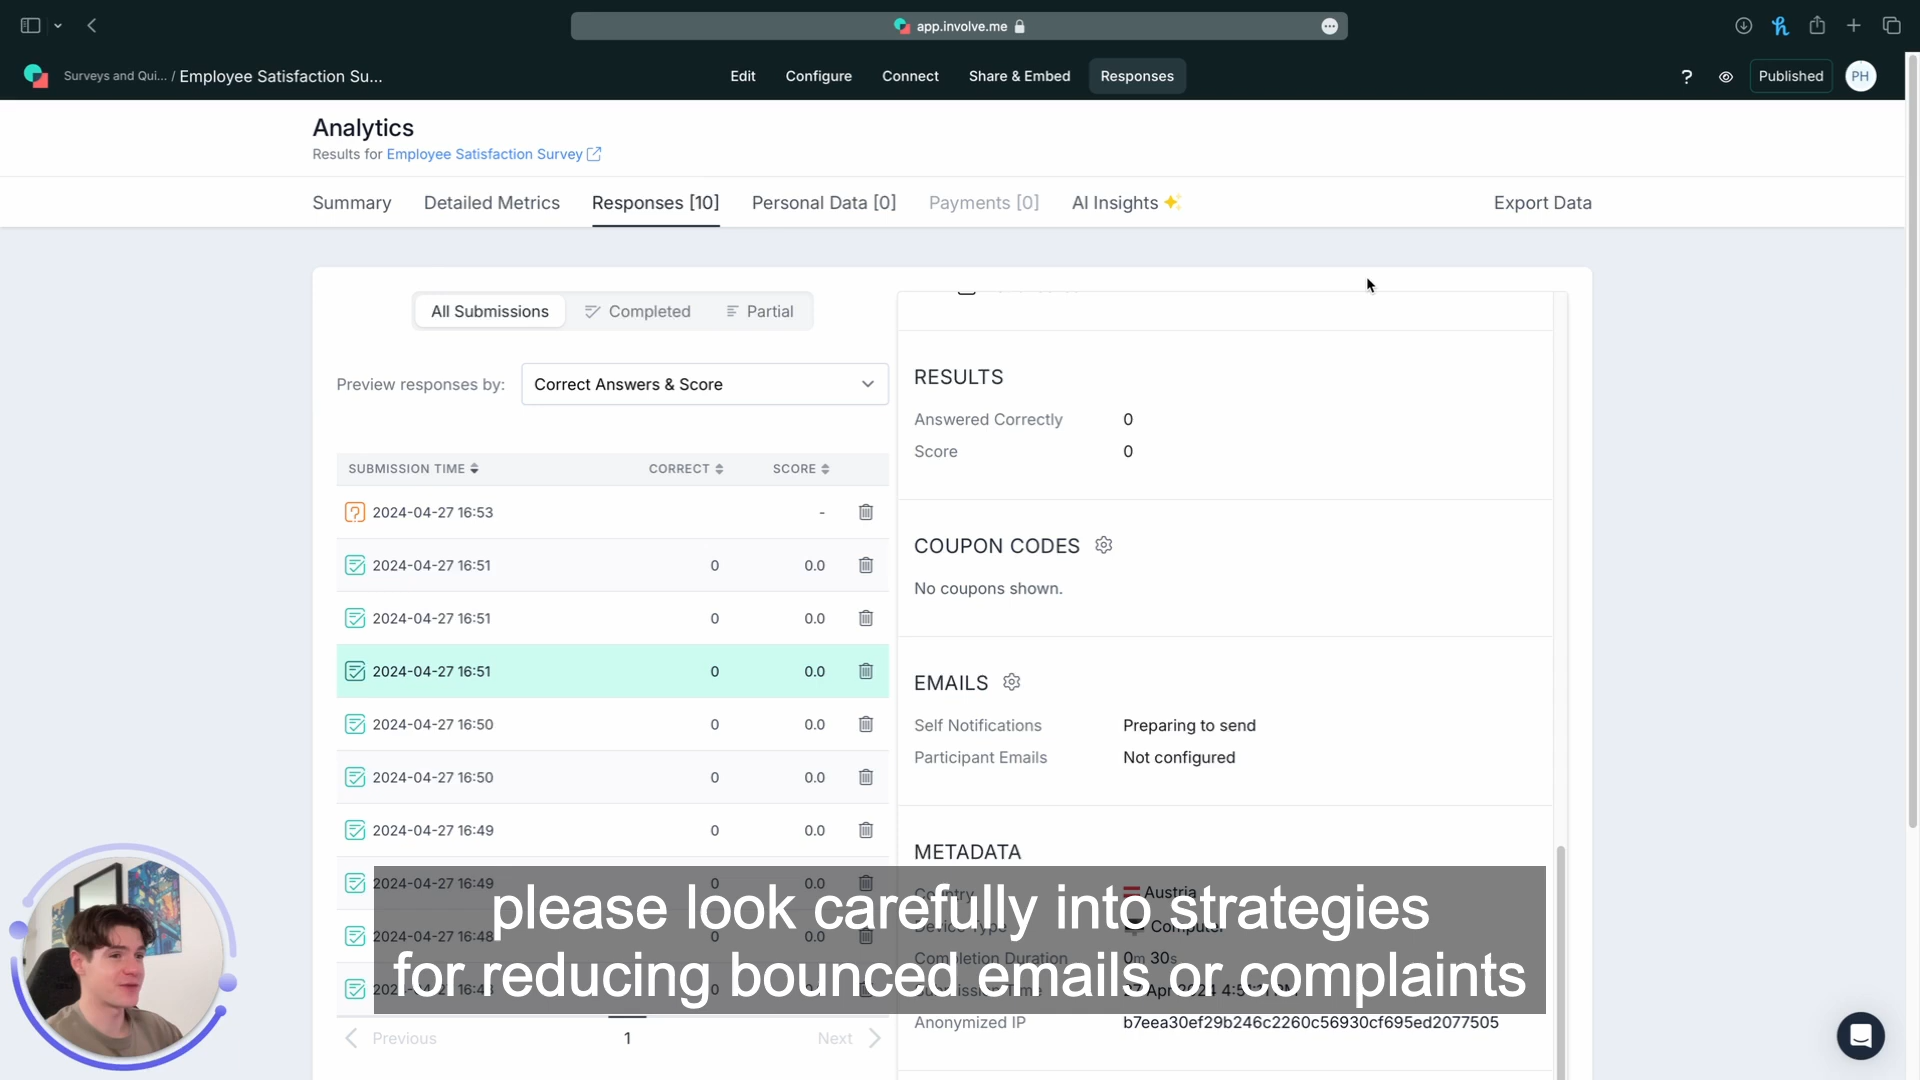 app.involve.me
Surveys and Qui... / Employee Satisfaction Su...
Edit
Configure
Connect
Share & Embed
Responses
?
Published
PH
Analytics
Results for Employee Satisfaction Survey
Summary
Detailed Metrics
Responses [10]
Personal Data [0]
Payments [0]
AI Insights
Export Data
All Submissions
Completed
Partial
Preview responses by:
Correct Answers & Score
SUBMISSION TIME
CORRECT
SCORE
2024-04-27 16:53 -
2024-04-27 16:51 0 0.0
2024-04-27 16:51 0 0.0
2024-04-27 16:51 0 0.0
2024-04-27 16:50 0 0.0
2024-04-27 16:50 0 0.0
2024-04-27 16:49 0 0.0
2024-04-27 16:49 0 0.0
2024-04-27 16:48 0 0.0
Previous
1
Next
RESULTS
Answered Correctly 0
Score 0
COUPON CODES
No coupons shown.
EMAILS
Self Notifications Preparing to send
Participant Emails Not configured
METADATA
Country Austria
Device Type Computer
Completion Duration 0m 30s
Submission Time
Anonymized IP b7eea30ef29b246c2260c56930cf695ed2077505
please look carefully into strategies
for reducing bounced emails or complaints